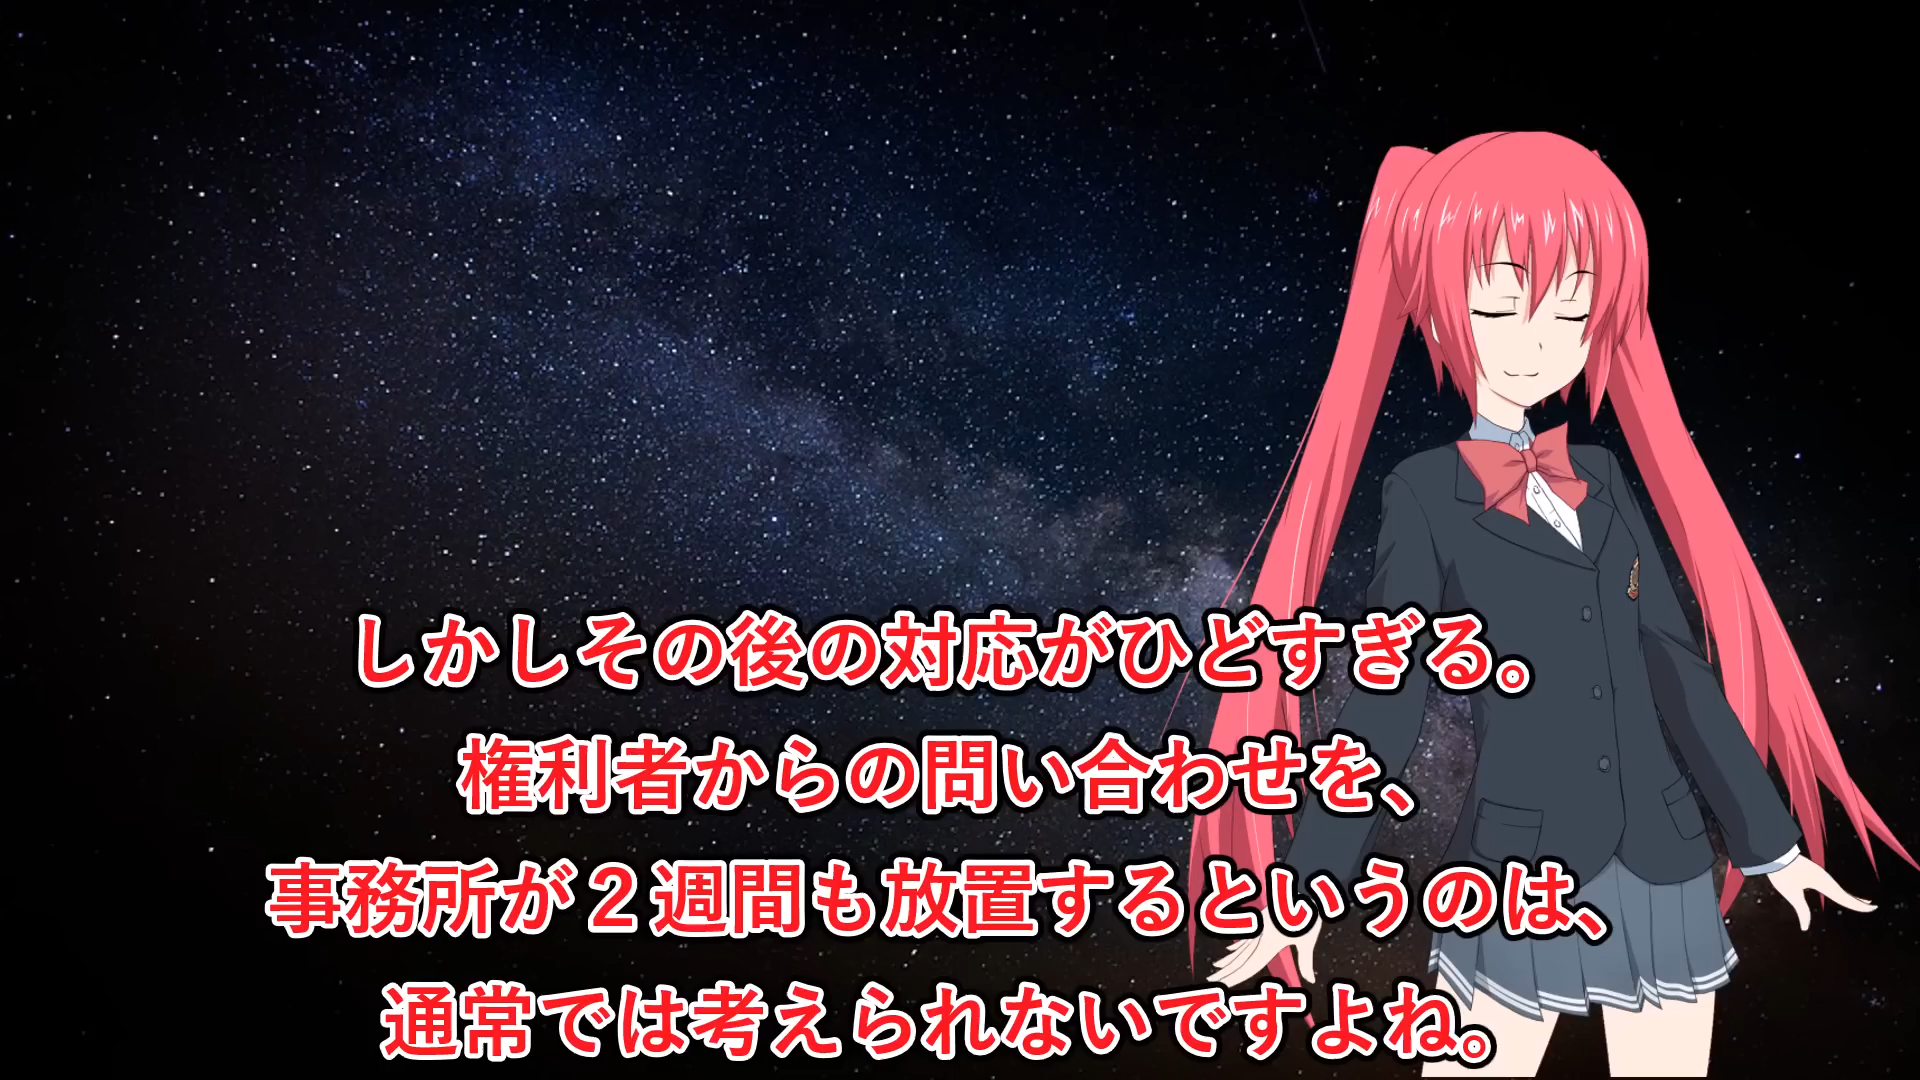 しかしその後の対応がひどすぎる。
権利者からの問い合わせを、
事務所が２週間も放置するというのは、
通常では考えられないですよね。